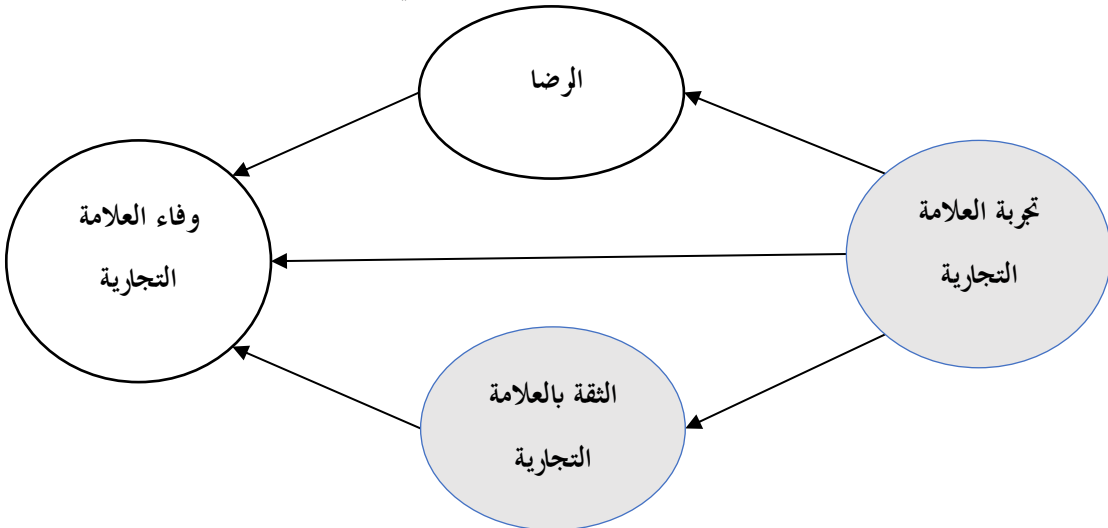 الرضا
تجربة العلامة
التجارية
وفاء العلامة
التجارية
الثقة بالعلامة
التجارية